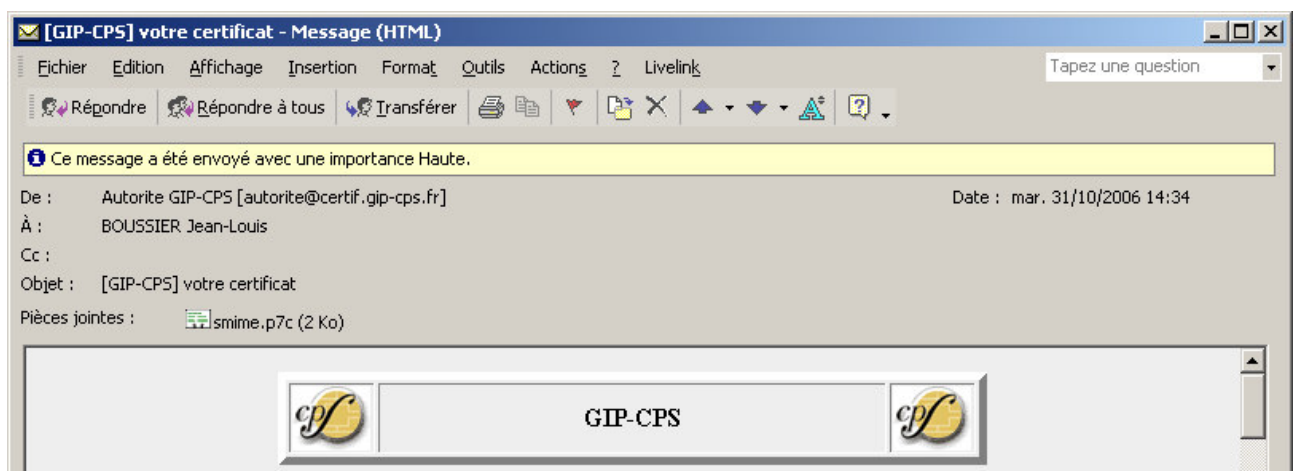 [GIP-CPS] votre certificat - Message (HTML)
Fichier Edition Affichage Insertion Format Outils Actions ? Livelink Tapez une question
Répondre Répondre à tous Transférer
Ce message a été envoyé avec une importance Haute.
De : Autorite GIP-CPS [autorite@certif.gip-cps.fr] Date : mar. 31/10/2006 14:34
À : BOUSSIER Jean-Louis
Cc :
Objet : [GIP-CPS] votre certificat
Pièces jointes : smime.p7c (2 Ko)
cps GIP-CPS cps